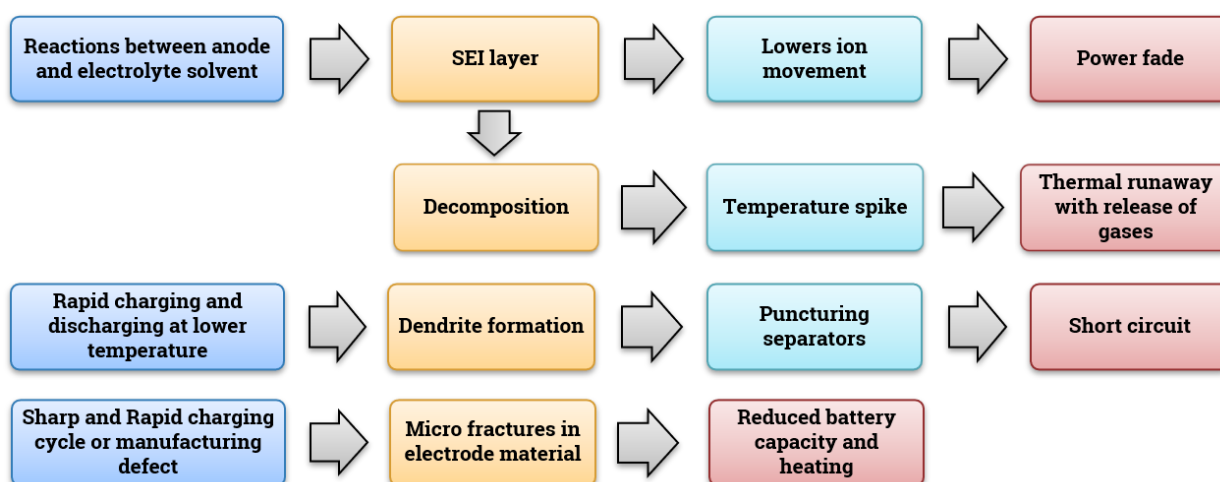 Reactions between anode
and electrolyte solvent
SEI layer
Lowers ion
movement
Power fade
Decomposition
Temperature spike
Thermal runaway
with release of
gases
Rapid charging and
discharging at lower
temperature
Dendrite formation
Puncturing
separators
Short circuit
Sharp and Rapid charging
cycle or manufacturing
defect
Micro fractures in
electrode material
Reduced battery
capacity and
heating